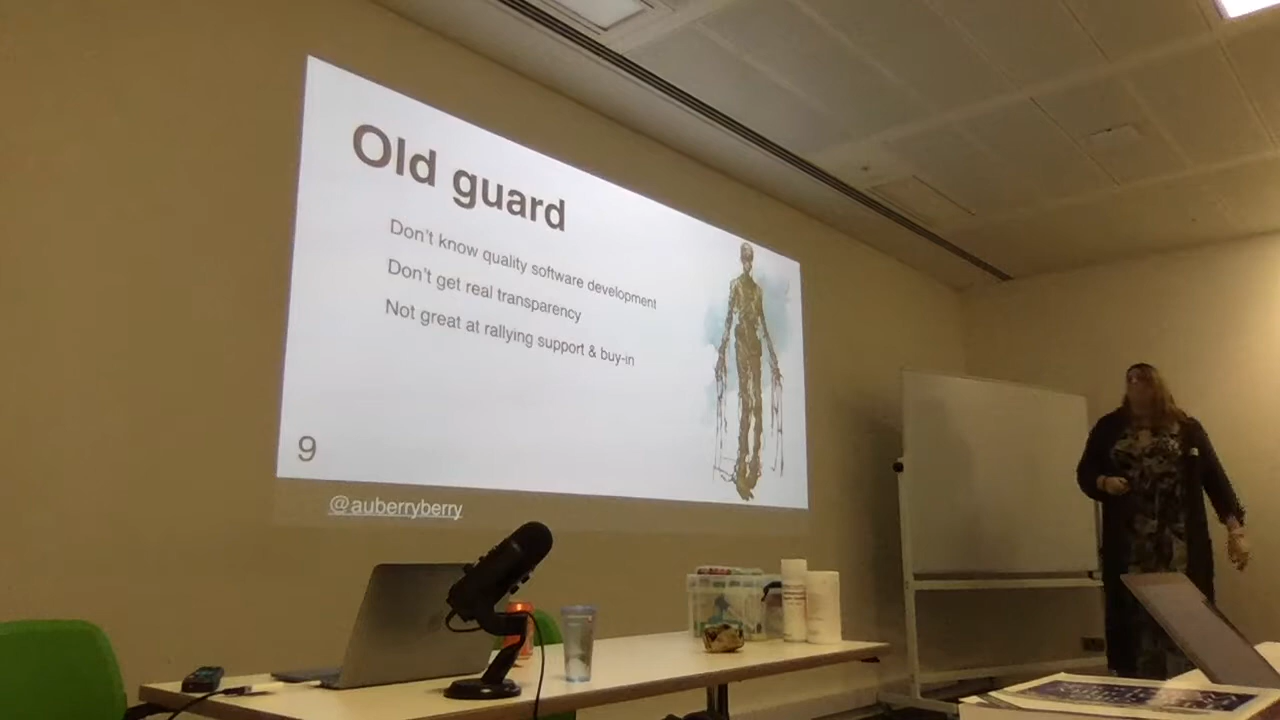 Old guard
Don't know quality software development
Don't get real transparency
Not great at rallying support & buy-in
9
@auberryberry